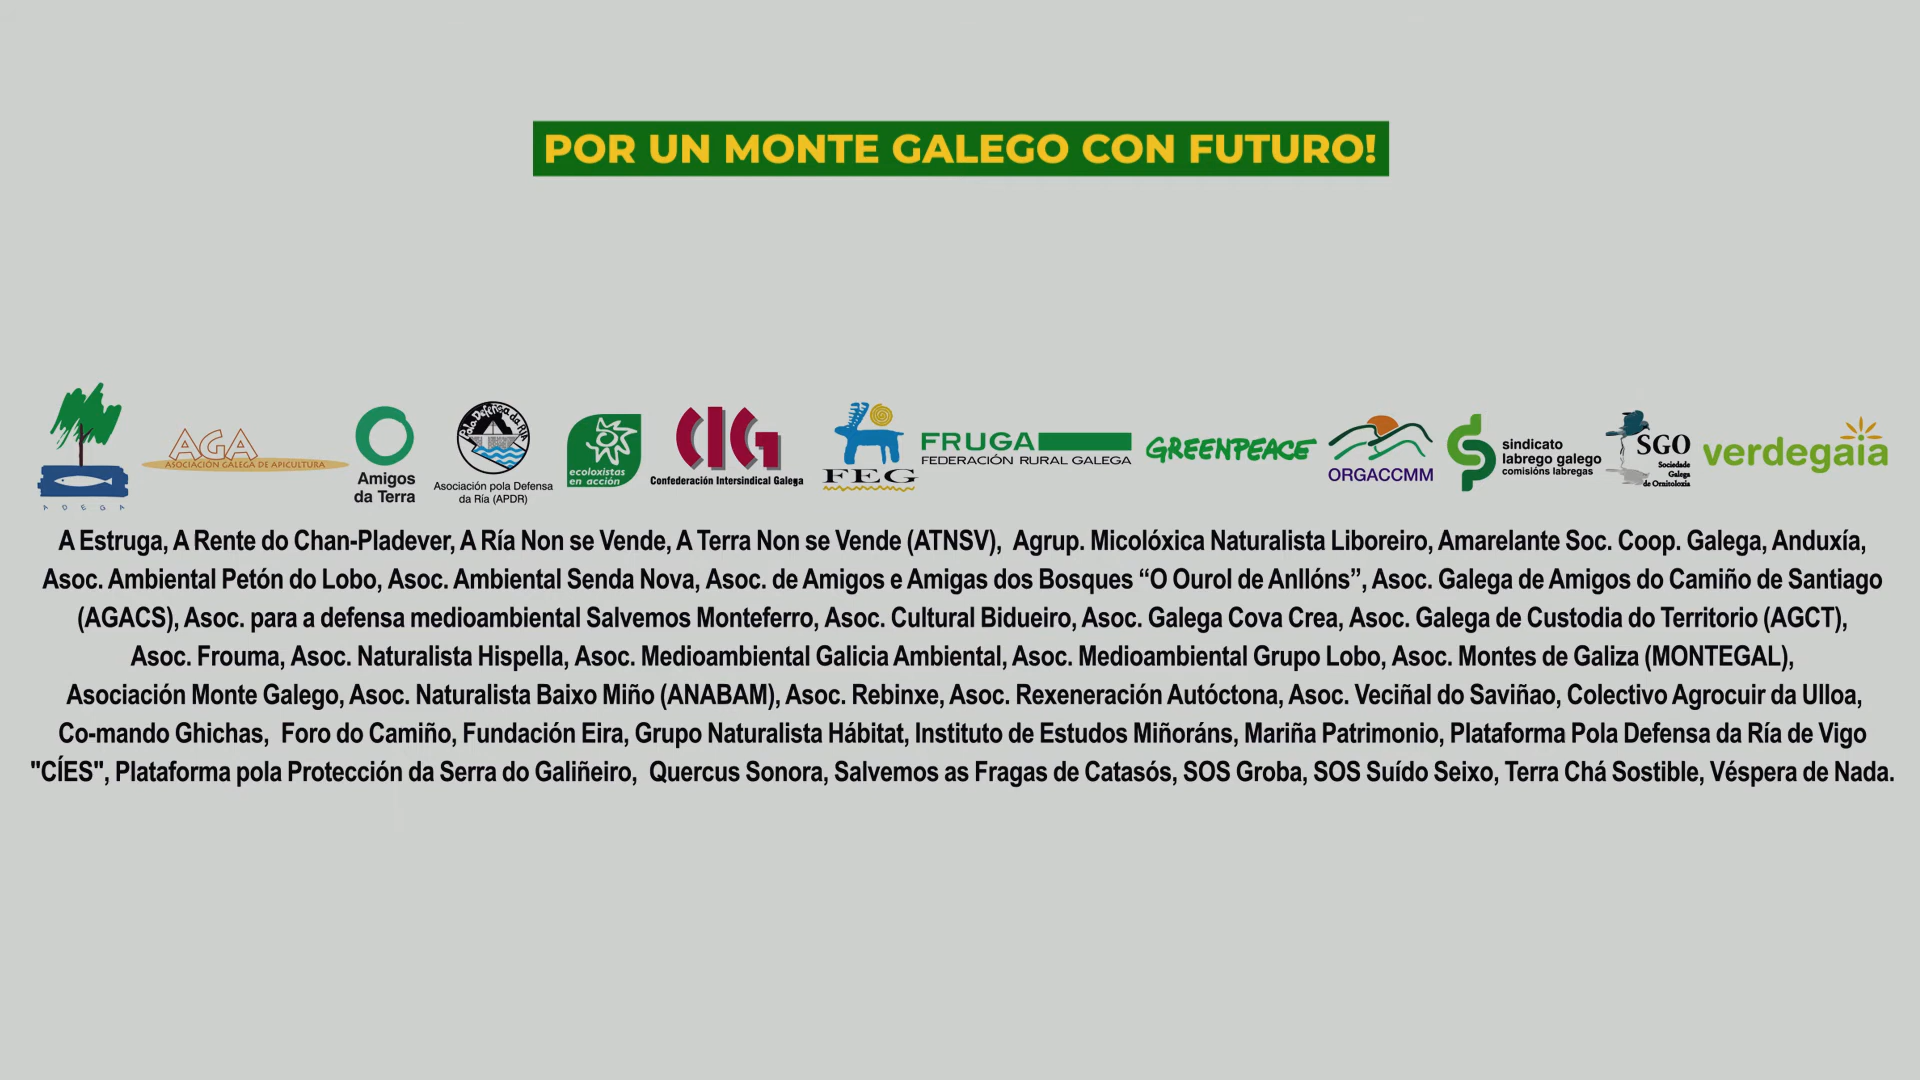 POR UN MONTE GALEGO CON FUTURO!
ADEGA
AGA
ASOCIACIÓN GALEGA DE APICULTURA
Amigos
da Terra
Pola Defensa da Ría
Asociación pola Defensa
da Ría (APDR)
ecoloxistas
en acción
CIG
Confederación Intersindical Galega
FEG
FRUGA
FEDERACIÓN RURAL GALEGA
GREENPEACE
ORGACCMM
sindicato
labrego galego
comisións labregas
SGO
Sociedade
Galega
de Ornitoloxía
verdegaia
A Estruga, A Rente do Chan-Pladever, A Ría Non se Vende, A Terra Non se Vende (ATNSV), Agrup. Micolóxica Naturalista Liboreiro, Amarelante Soc. Coop. Galega, Anduxía,
Asoc. Ambiental Petón do Lobo, Asoc. Ambiental Senda Nova, Asoc. de Amigos e Amigas dos Bosques “O Ourol de Anllóns”, Asoc. Galega de Amigos do Camiño de Santiago
(AGACS), Asoc. para a defensa medioambiental Salvemos Monteferro, Asoc. Cultural Bidueiro, Asoc. Galega Cova Crea, Asoc. Galega de Custodia do Territorio (AGCT),
Asoc. Frouma, Asoc. Naturalista Hispella, Asoc. Medioambiental Galicia Ambiental, Asoc. Medioambiental Grupo Lobo, Asoc. Montes de Galiza (MONTEGAL),
Asociación Monte Galego, Asoc. Naturalista Baixo Miño (ANABAM), Asoc. Rebinxe, Asoc. Rexeneración Autóctona, Asoc. Veciñal do Saviñao, Colectivo Agrocuir da Ulloa,
Co-mando Ghichas, Foro do Camiño, Fundación Eira, Grupo Naturalista Hábitat, Instituto de Estudos Miñoráns, Mariña Patrimonio, Plataforma Pola Defensa da Ría de Vigo
"CÍES", Plataforma pola Protección da Serra do Galiñeiro, Quercus Sonora, Salvemos as Fragas de Catasós, SOS Groba, SOS Suído Seixo, Terra Chá Sostible, Véspera de Nada.